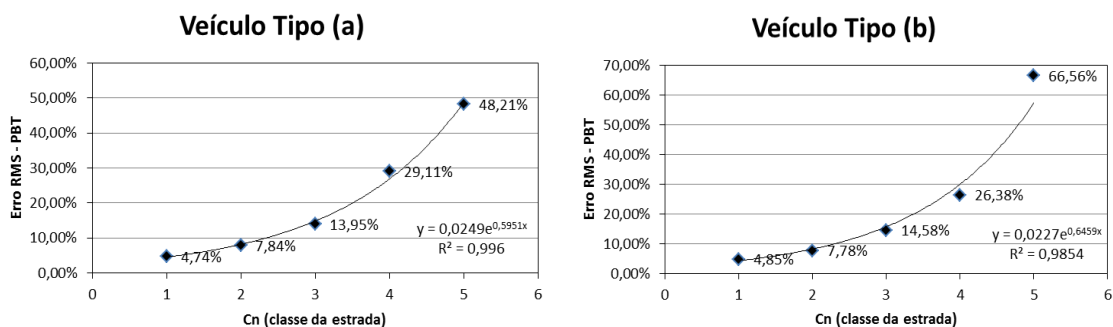 Veículo Tipo (a)
Erro RMS - PBT
60,00%
50,00%
40,00%
30,00%
20,00%
10,00%
0,00%
48,21%
29,11%
13,95%
7,84%
4,74%
y = 0,0249e^0,5951x
R² = 0,996
0 1 2 3 4 5 6
Cn (classe da estrada)
Veículo Tipo (b)
Erro RMS - PBT
70,00%
60,00%
50,00%
40,00%
30,00%
20,00%
10,00%
0,00%
66,56%
26,38%
14,58%
7,78%
4,85%
y = 0,0227e^0,6459x
R² = 0,9854
0 1 2 3 4 5 6
Cn (classe da estrada)